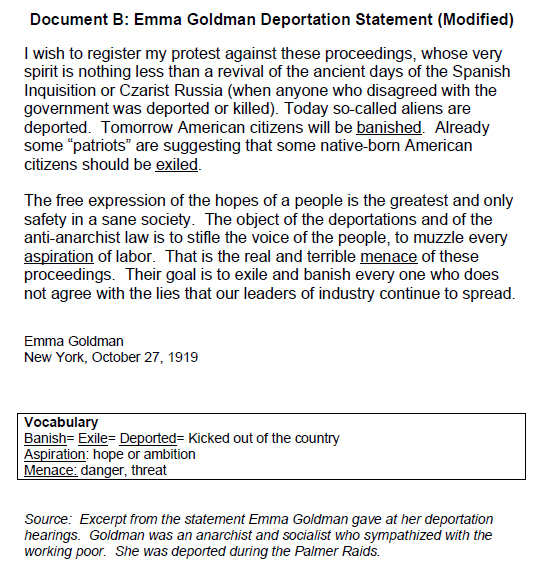 Document B: Emma Goldman Deportation Statement (Modified)
I wish to register my protest against these proceedings, whose very
spirit is nothing less than a revival of the ancient days of the Spanish
Inquisition or Czarist Russia (when anyone who disagreed with the
government was deported or killed). Today so-called aliens are
deported.  Tomorrow American citizens will be banished.  Already
some “patriots” are suggesting that some native-born American
citizens should be exiled.
The free expression of the hopes of a people is the greatest and only
safety in a sane society.  The object of the deportations and of the
anti-anarchist law is to stifle the voice of the people, to muzzle every
aspiration of labor.  That is the real and terrible menace of these
proceedings.  Their goal is to exile and banish every one who does
not agree with the lies that our leaders of industry continue to spread.
Emma Goldman
New York, October 27, 1919
Vocabulary
Banish= Exile= Deported= Kicked out of the country
Aspiration: hope or ambition
Menace: danger, threat
Source:  Excerpt from the statement Emma Goldman gave at her deportation
hearings.  Goldman was an anarchist and socialist who sympathized with the
working poor.  She was deported during the Palmer Raids.